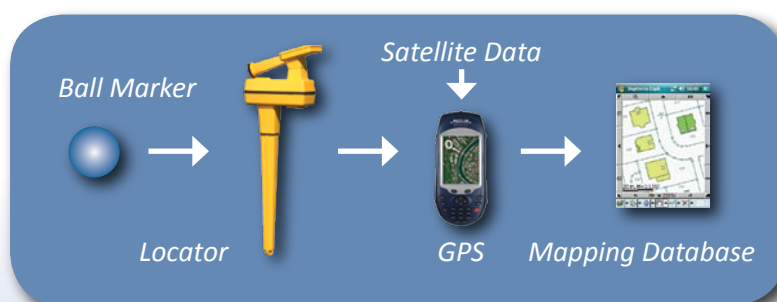 Satellite Data
Ball Marker
Locator
GPS
Mapping Database